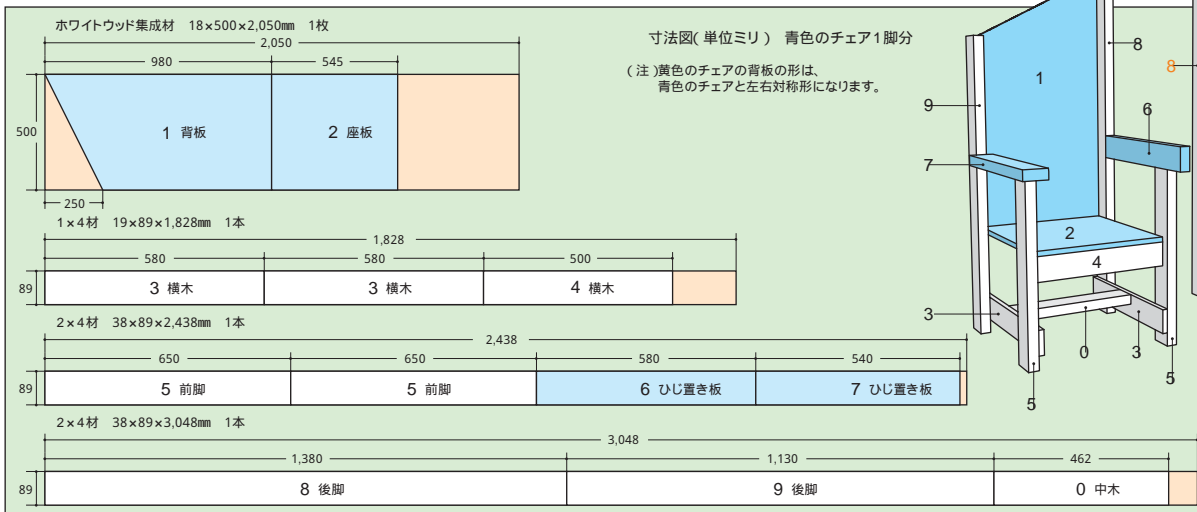 ホワイトウッド集成材 18×500×2,050㎜ 1枚
2,050
980
545
500
1 背板
2 座板
250
寸法図(単位ミリ) 青色のチェア1脚分
(注)黄色のチェアの背板の形は、
青色のチェアと左右対称形になります。
1×4材 19×89×1,828㎜ 1本
1,828
580
580
500
89
3 横木
3 横木
4 横木
2×4材 38×89×2,438㎜ 1本
2,438
650
650
580
540
89
5 前脚
5 前脚
6 ひじ置き板
7 ひじ置き板
2×4材 38×89×3,048㎜ 1本
3,048
1,380
1,130
462
89
8 後脚
9 後脚
0 中木
8
8
1
9
6
7
2
4
3
0
3
5
5